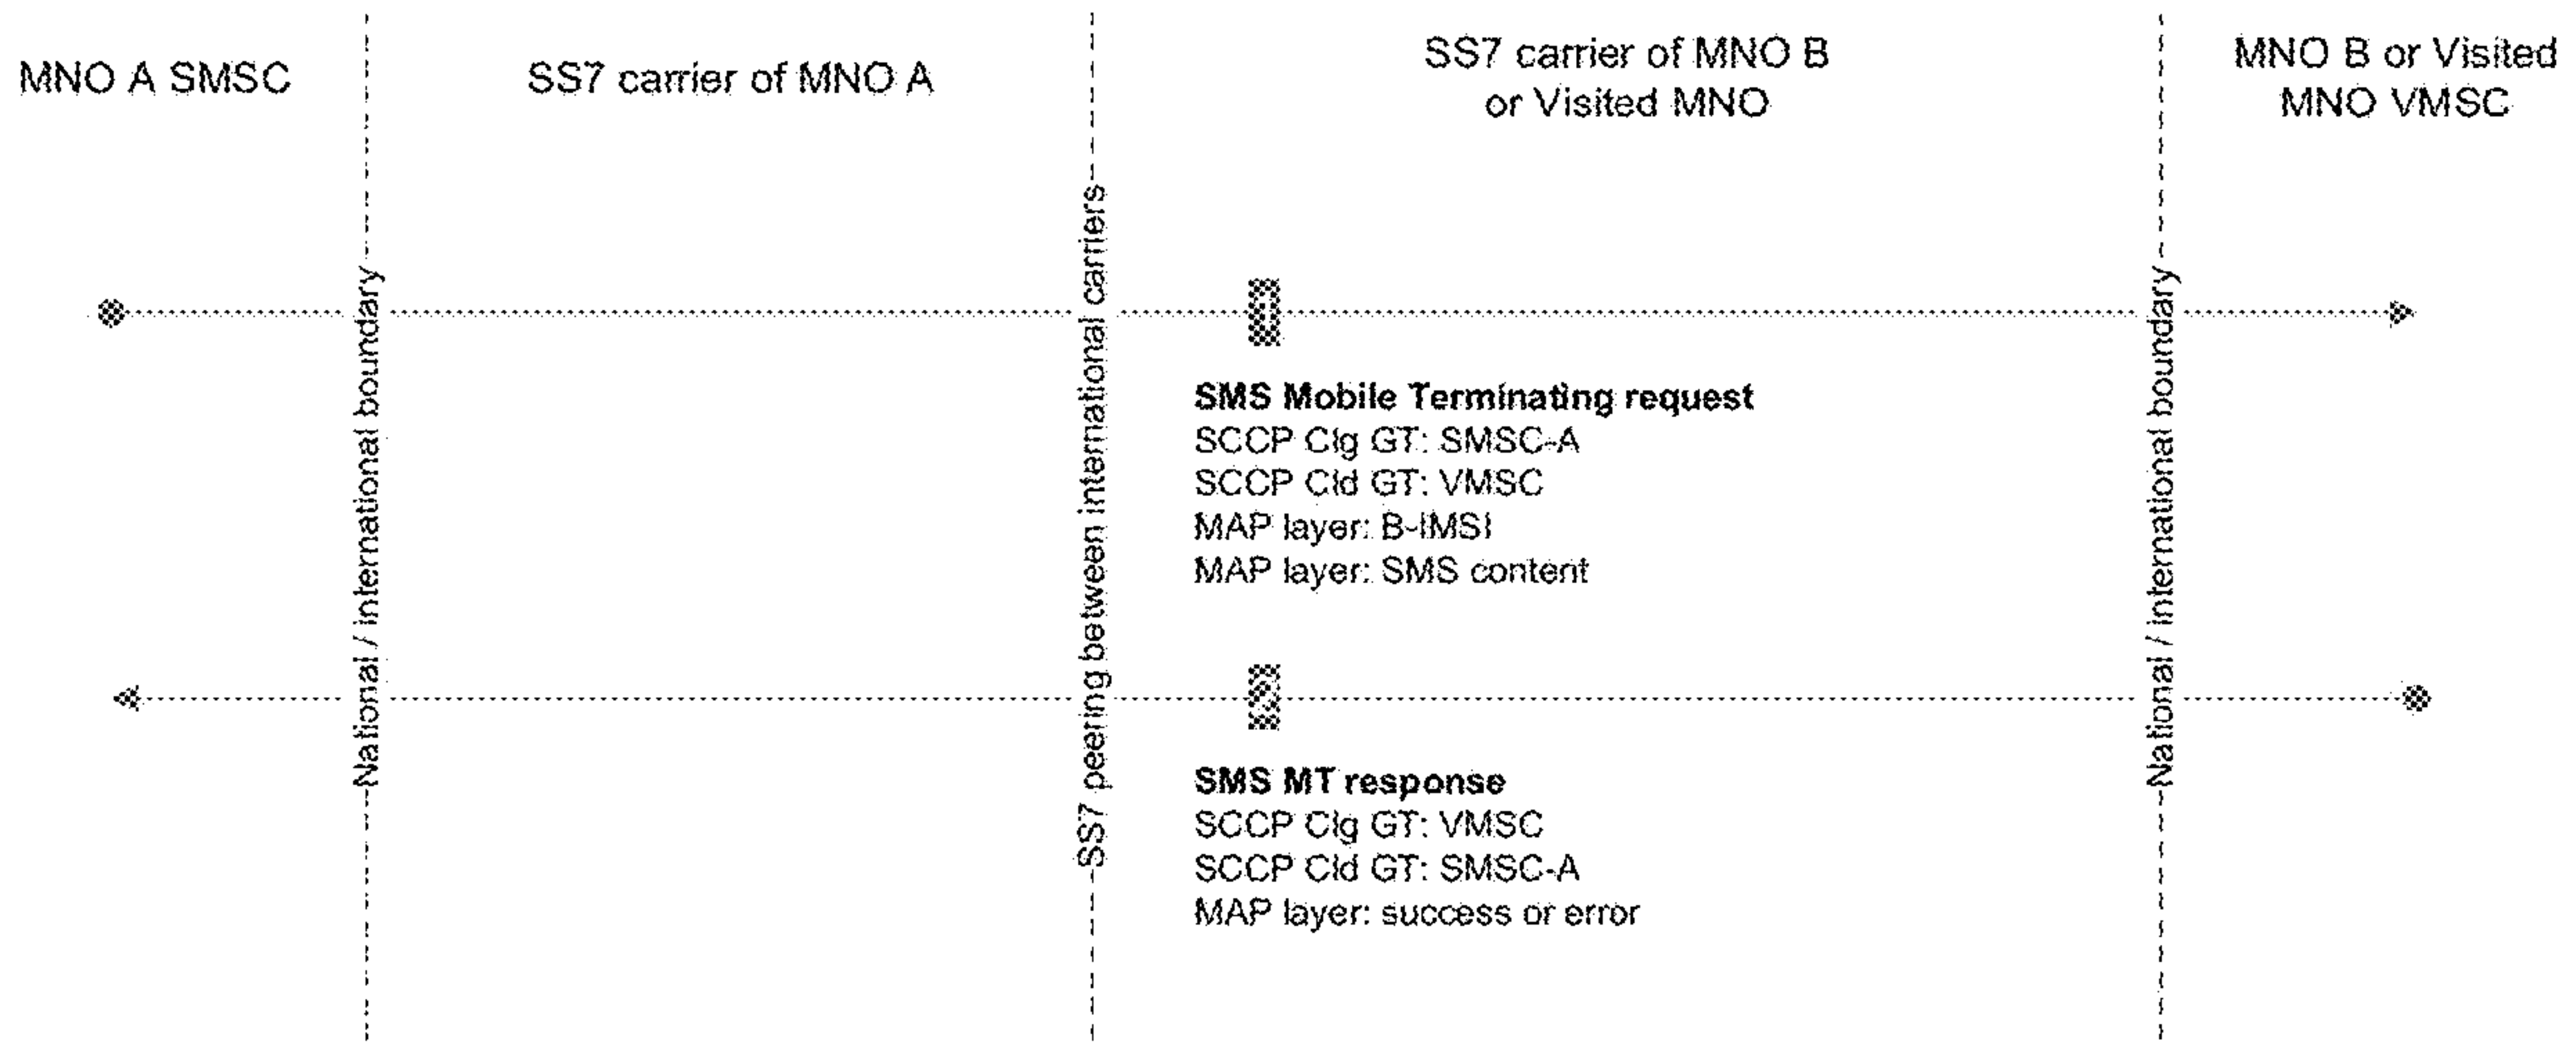 MNO A SMSC
SS7 carrier of MNO A
SS7 carrier of MNO B
or Visited MNO
MNO B or Visited
MNO VMSC
National / international boundary
SS7 peering between international carriers
National / international boundary
1
SMS Mobile Terminating request
SCCP Clg GT: SMSC-A
SCCP Cld GT: VMSC
MAP layer: B-IMSI
MAP layer: SMS content
2
SMS MT response
SCCP Clg GT: VMSC
SCCP Cld GT: SMSC-A
MAP layer: success or error